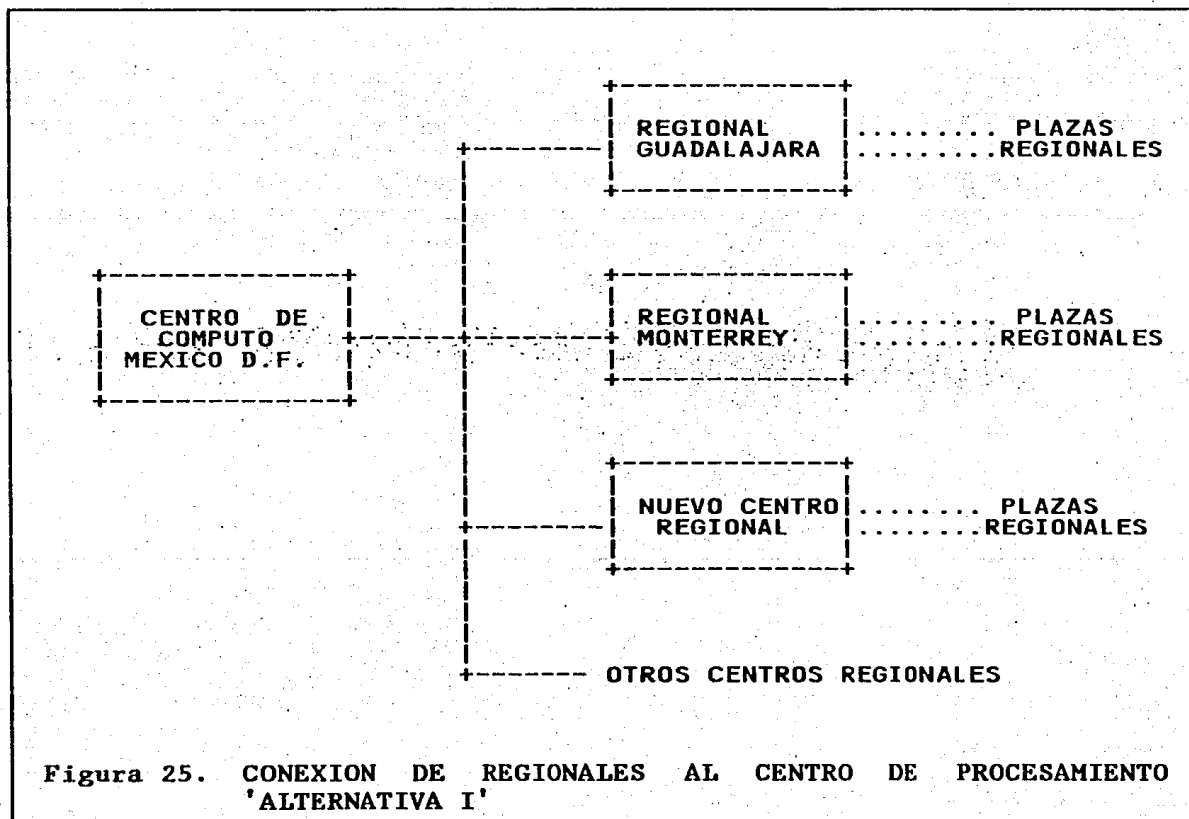 REGIONAL
GUADALAJARA
......... PLAZAS
.........REGIONALES
CENTRO DE
COMPUTO
MEXICO D.F.
REGIONAL
MONTERREY
......... PLAZAS
.........REGIONALES
NUEVO CENTRO
REGIONAL
........ PLAZAS
........REGIONALES
OTROS CENTROS REGIONALES
Figura 25. CONEXION DE REGIONALES AL CENTRO DE PROCESAMIENTO
'ALTERNATIVA I'